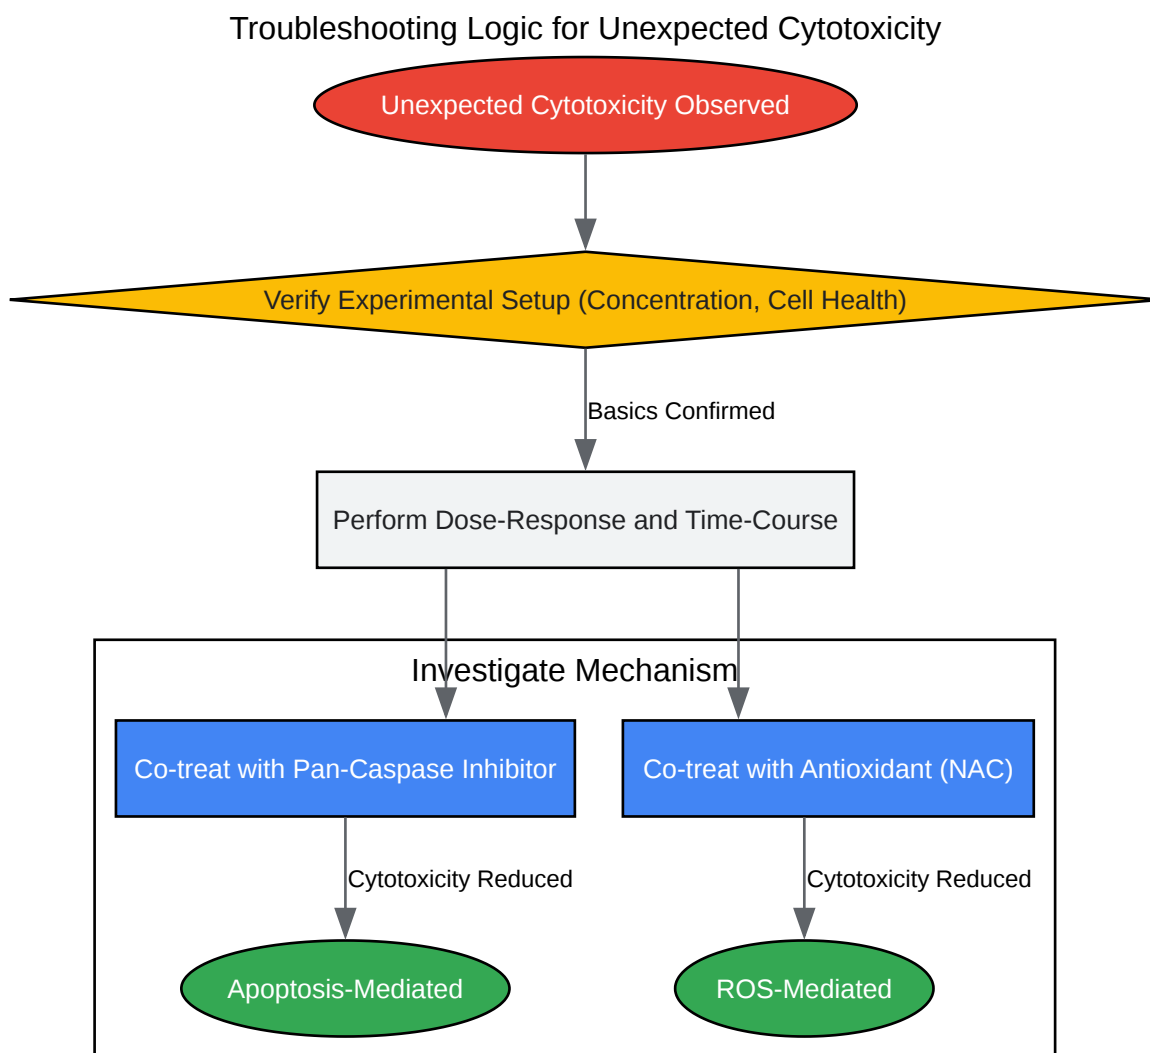 Troubleshooting Logic for Unexpected Cytotoxicity
Unexpected Cytotoxicity Observed
Verify Experimental Setup (Concentration, Cell Health)
Basics Confirmed
Perform Dose-Response and Time-Course
Investigate Mechanism
Co-treat with Pan-Caspase Inhibitor
Co-treat with Antioxidant (NAC)
Cytotoxicity Reduced
Cytotoxicity Reduced
Apoptosis-Mediated
ROS-Mediated